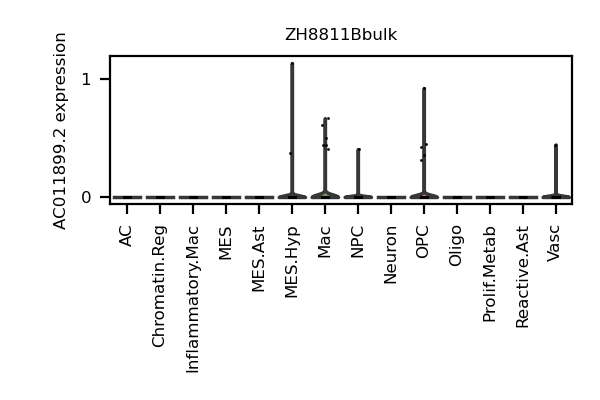 ZH8811Bbulk
AC011899.2 expression
1
0
AC
Chromatin.Reg
Inflammatory.Mac
MES
MES.Ast
MES.Hyp
Mac
NPC
Neuron
OPC
Oligo
Prolif.Metab
Reactive.Ast
Vasc